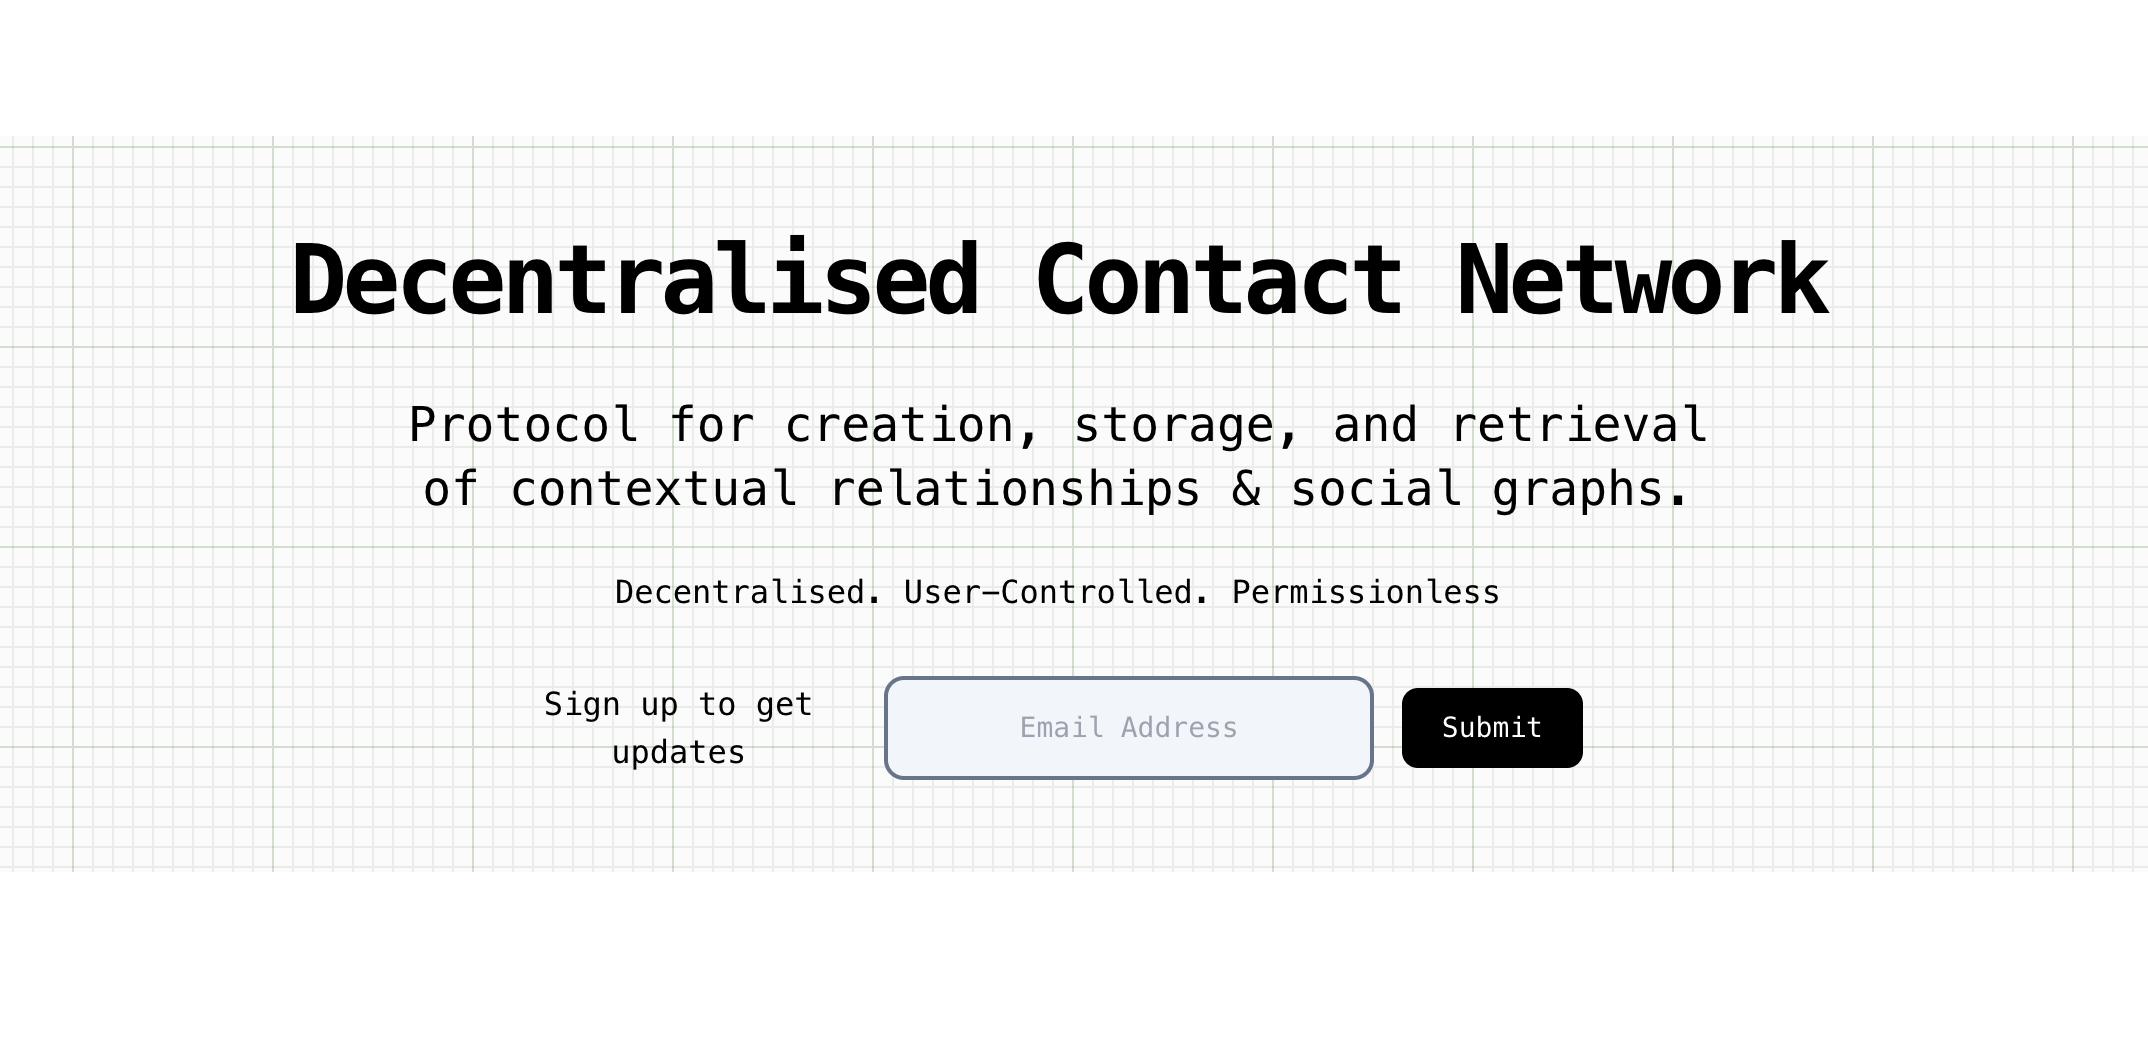 Decentralised Contact Network
Protocol for creation, storage, and retrieval
of contextual relationships & social graphs.
Decentralised. User-Controlled. Permissionless
Sign up to get
updates
Email Address
Submit